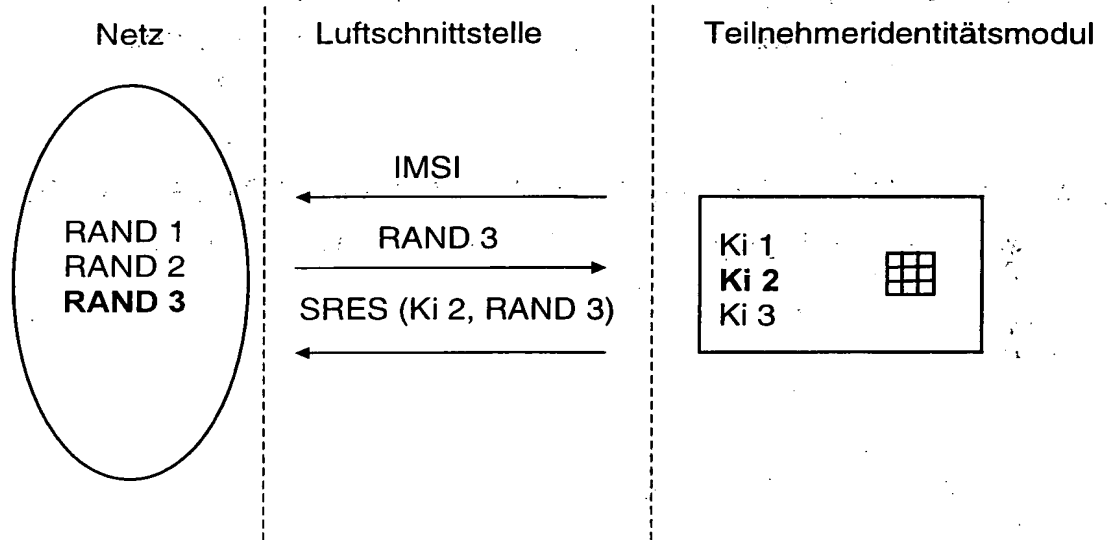 Netz
Luftschnittstelle
Teilnehmeridentitätsmodul
IMSI
RAND 1
RAND 2
RAND 3
RAND 3
SRES (Ki 2, RAND 3)
Ki 1
Ki 2
Ki 3